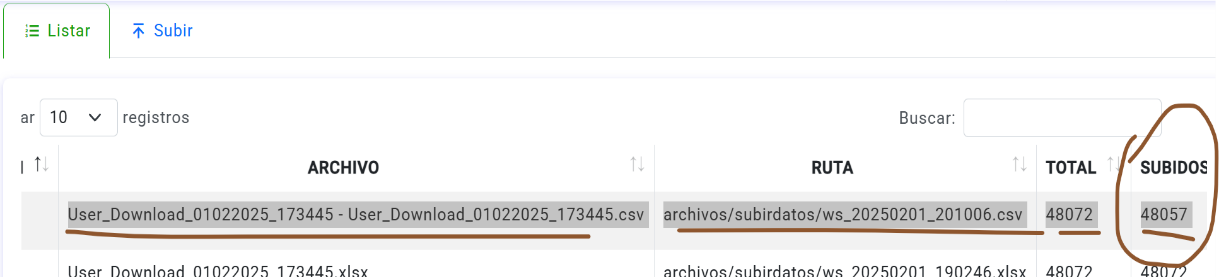 Listar Subir
ar 10 registros Buscar:
ARCHIVO RUTA TOTAL SUBIDOS
User_Download_01022025_173445 - User_Download_01022025_173445.csv archivos/subirdatos/ws_20250201_201006.csv 48072 48057
User_Download_01022025_173445.xlsx archivos/subirdatos/ws_20250201_190246.xlsx 48072 48072